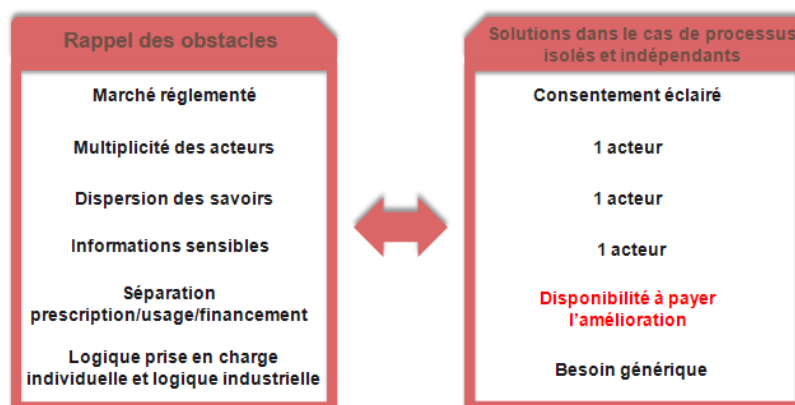 Rappel des obstacles
Marché réglementé
Multiplicité des acteurs
Dispersion des savoirs
Informations sensibles
Séparation
prescription/usage/financement
Logique prise en charge
individuelle et logique industrielle
Solutions dans le cas de processus
isolés et indépendants
Consentement éclairé
1 acteur
1 acteur
1 acteur
Disponibilité à payer
l'amélioration
Besoin générique